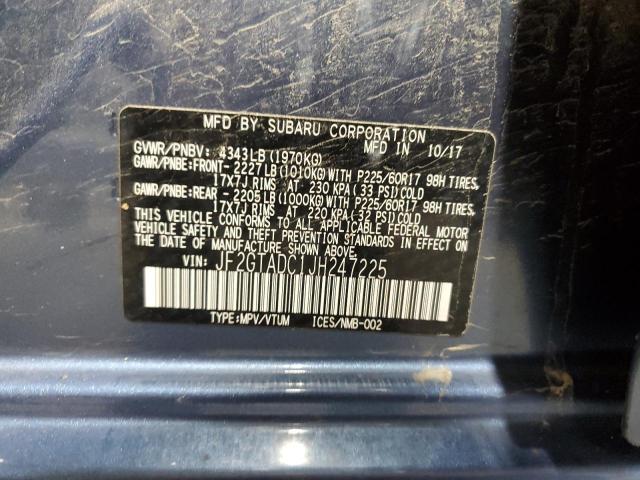 MFD BY SUBARU CORPORATION 10/17
GVWR/PNBV: 4343LB (1970KG)
GAWR/PNBE:FRONT- 2227LB(1010KG)WITH P225/60R17 98H TIRES,
17X7J RIMS AT 230 KPA (33 PSI)COLD
GAWR/PNBE:REAR - 2205LB(1000KG)WITH P225/60R17 98H TIRES,
17X7J RIMS AT 220 KPA(32 PSI)COLD
THIS VEHICLE CONFORMS TO ALL APPLICABLE FEDERAL MOTOR
VEHICLE SAFETY AND THEFT PREVENTION STANDARDS IN EFFECT
ON THE DATE OF MANUFACTURE SHOWN ABOVE.
VIN: JF2GTADC1JH247225
TYPE:MPV/VTUM ICES/NMB-002